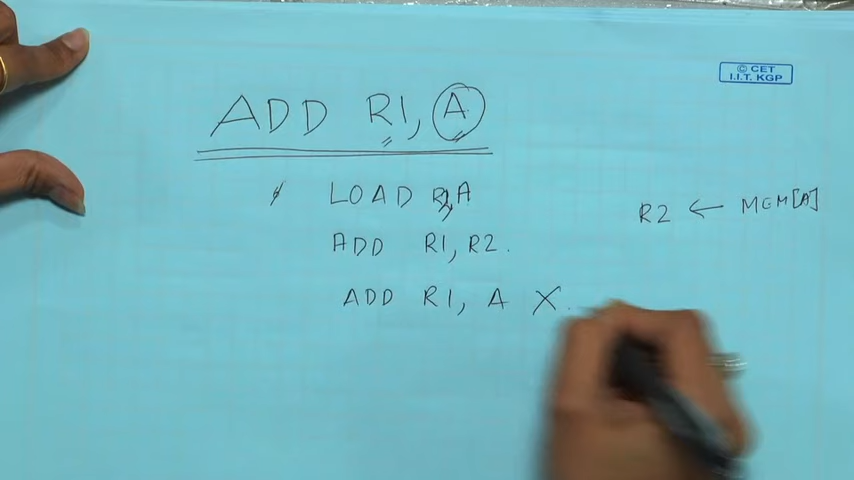 © CET
I.I.T. KGP
ADD R1, A
LOAD R2, A
R2 ← MEM[A]
ADD R1, R2.
ADD R1, A X